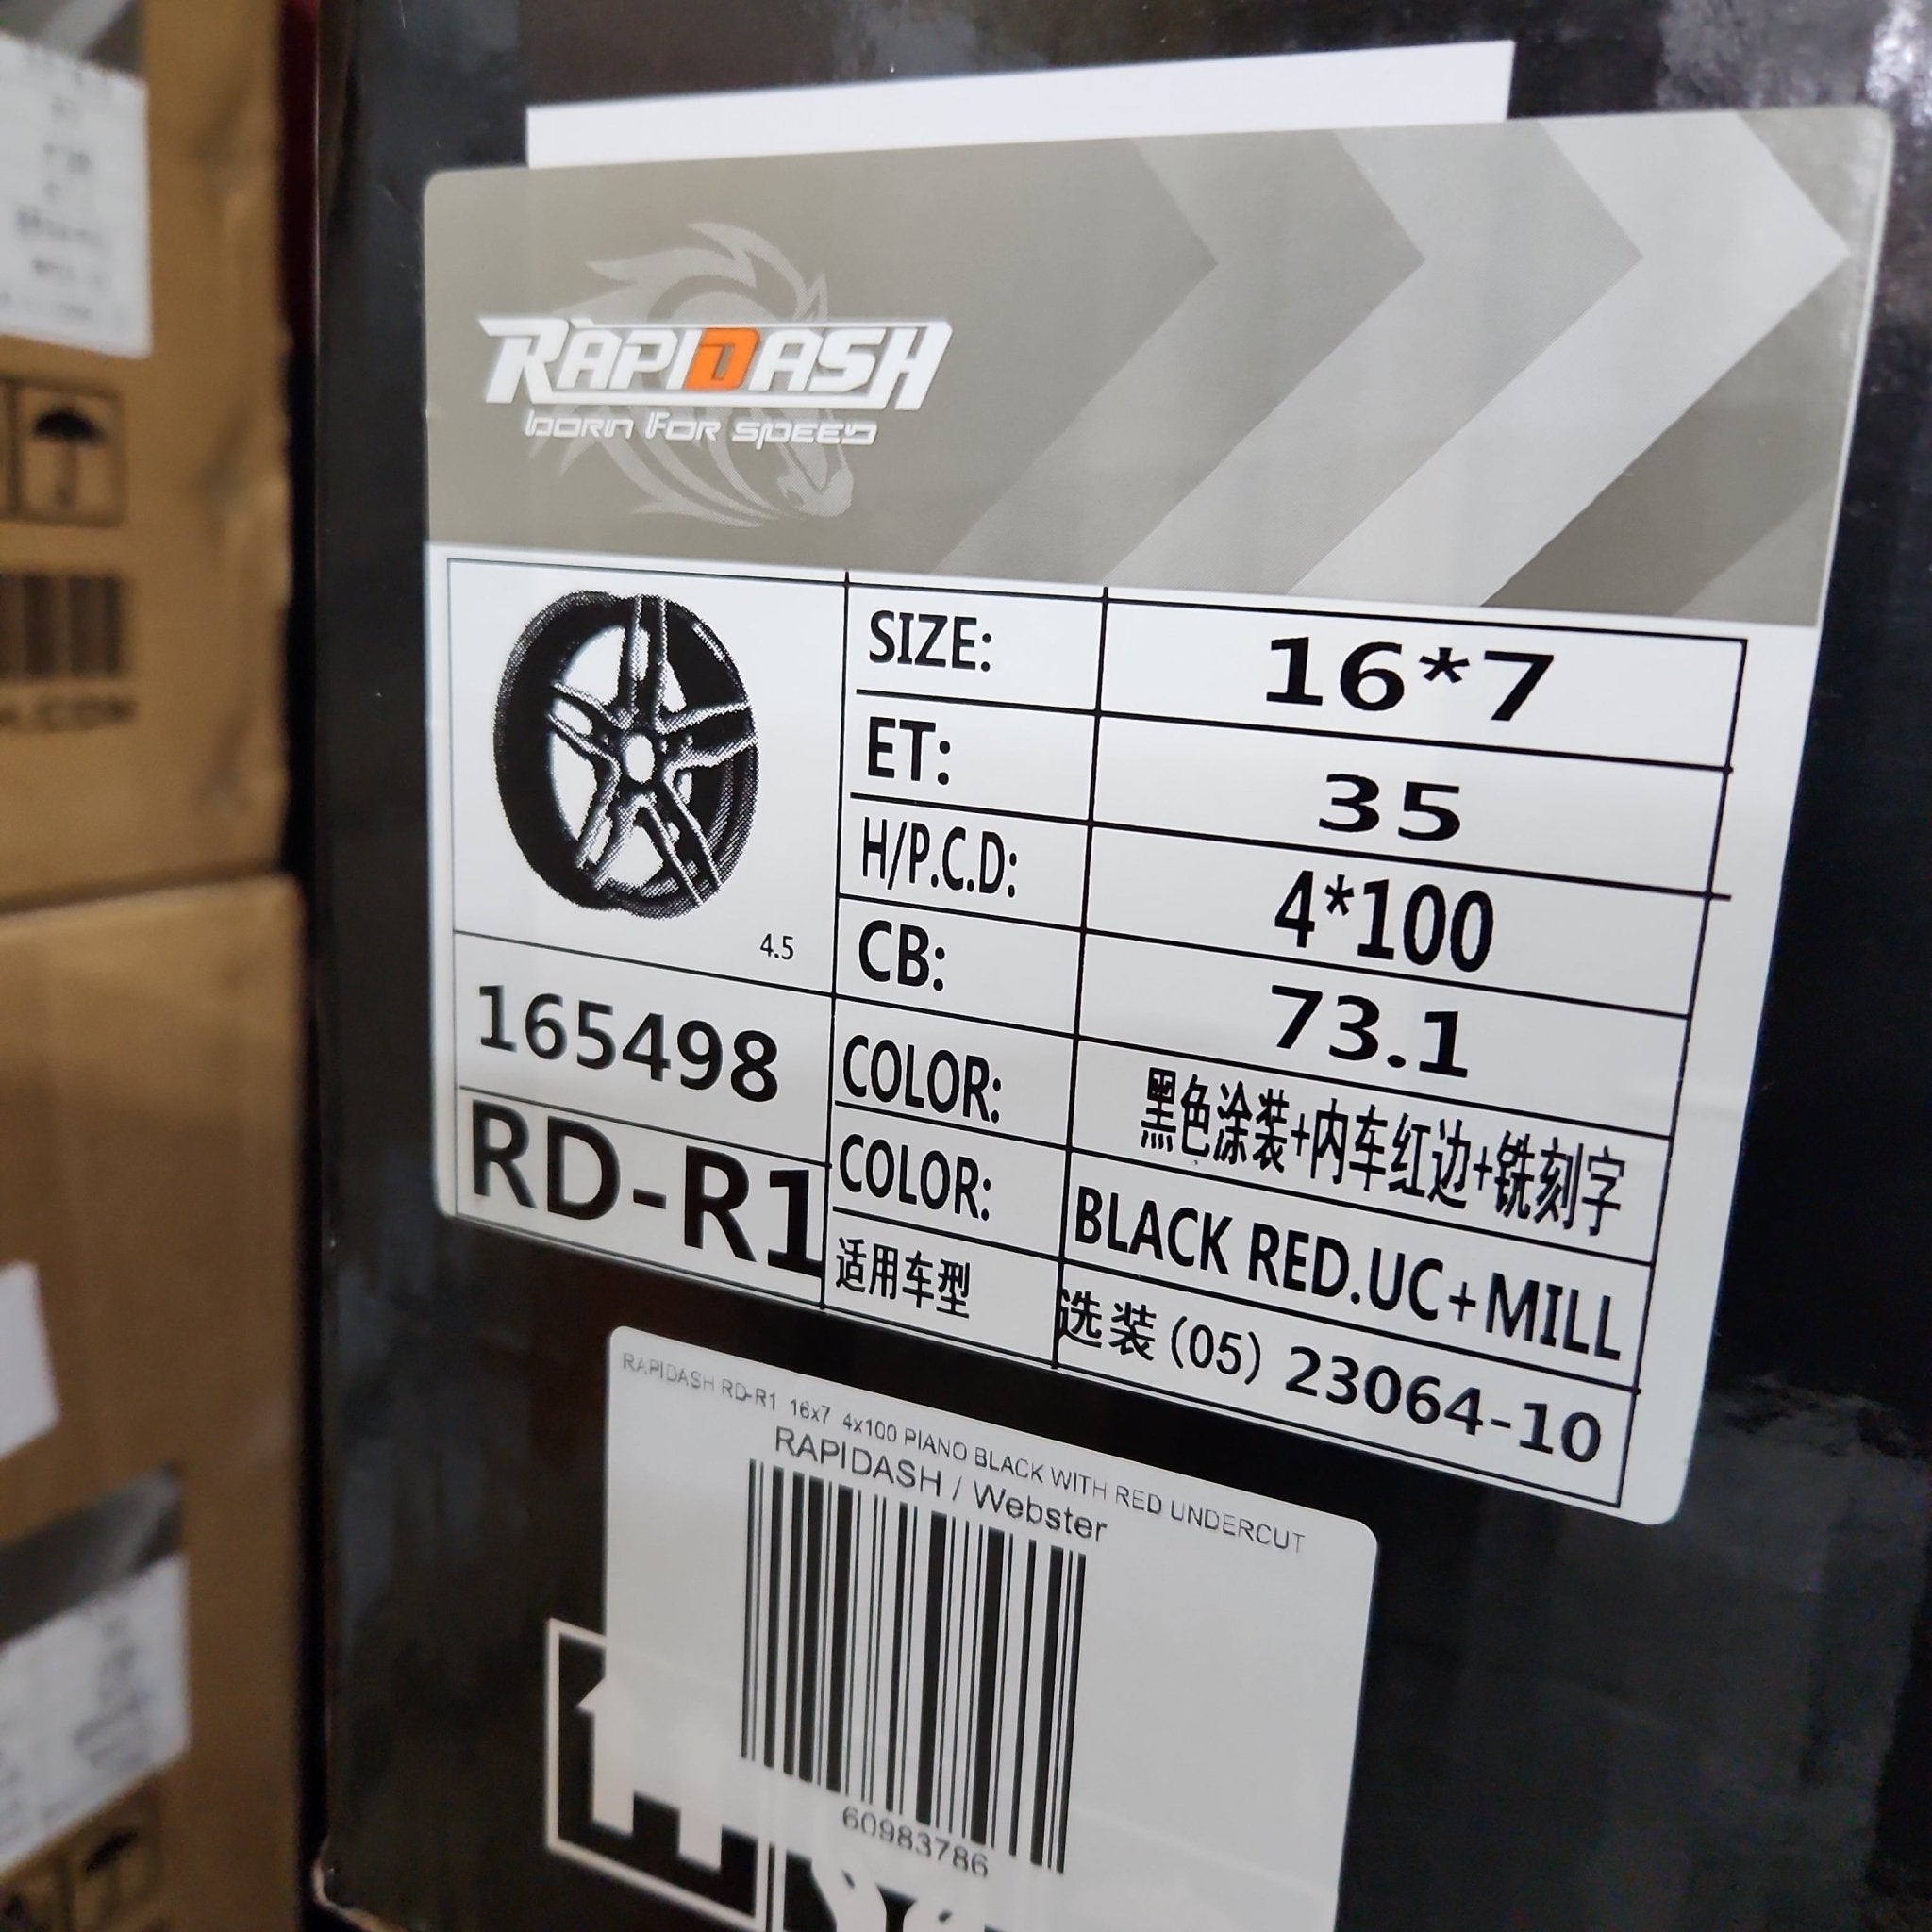 RAPIDASH
born For SPEED
SIZE: 16*7
ET: 35
H/P.C.D: 4*100
4.5
CB: 73.1
165498
COLOR: 黑色涂装+内车红边+铣刻字
RD-R1
COLOR: BLACK RED.UC+MILL
适用车型 选装(05) 23064-10
RAPIDASH RD-R1 16x7 4x100 PIANO BLACK WITH RED UNDERCUT
RAPIDASH / Webster
60983786